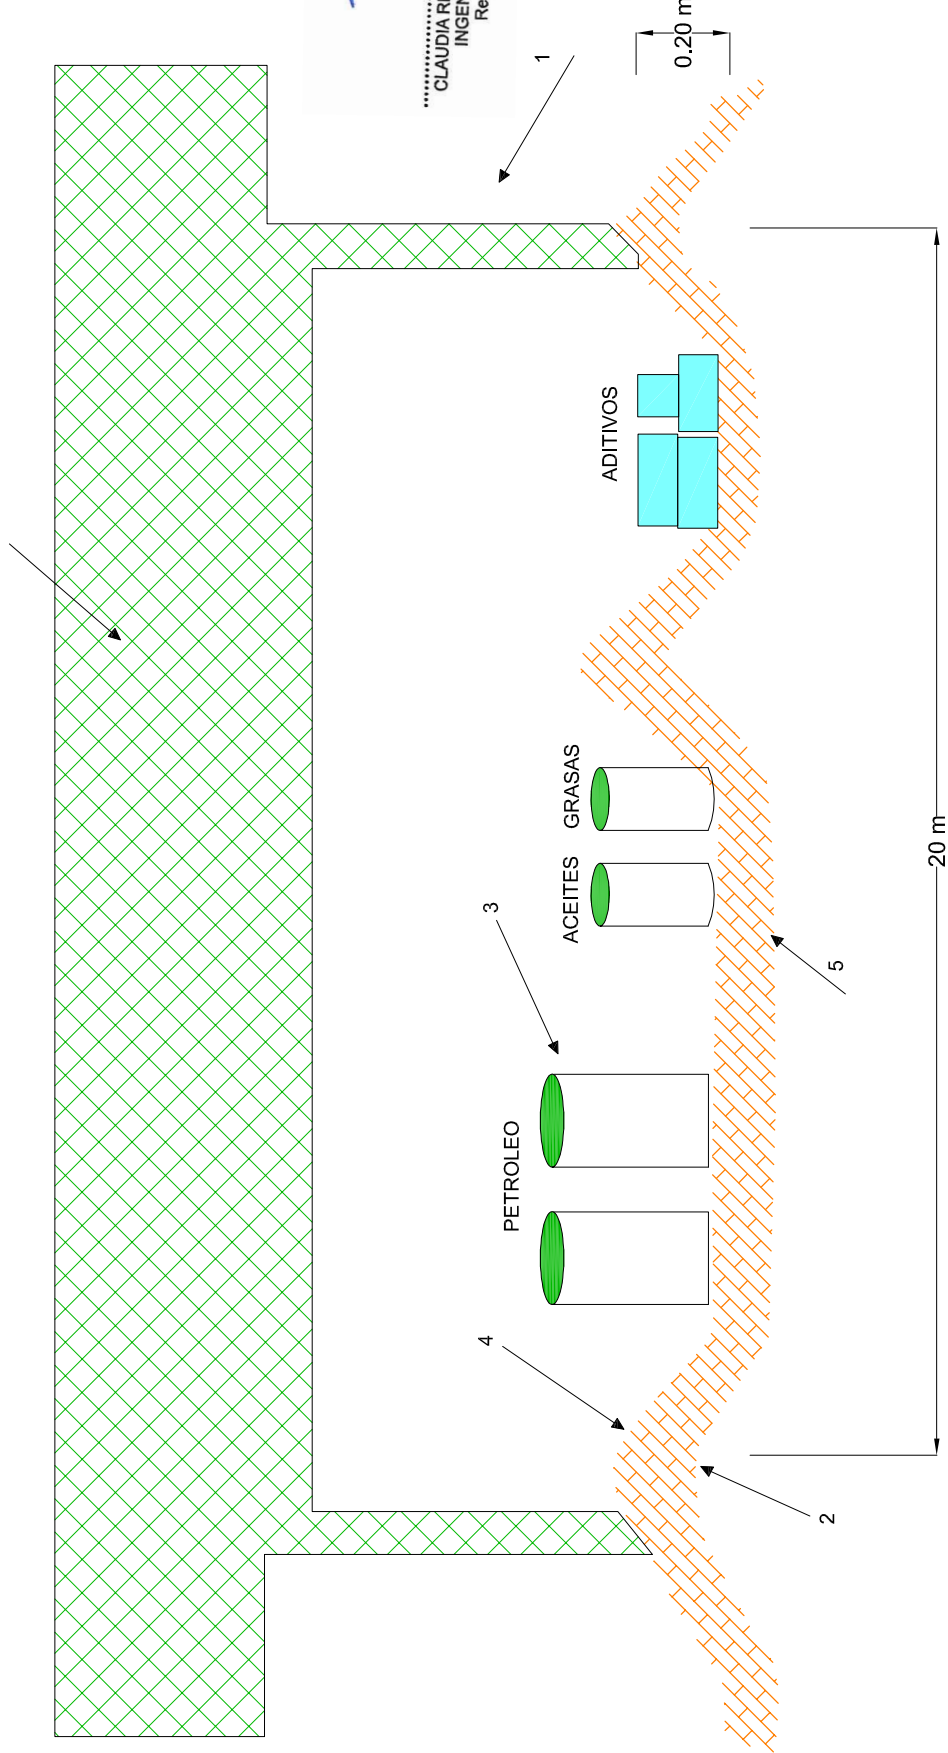 CLAUDIA
INGEN
Re
1
0.20 m
ADITIVOS
GRASAS
ACEITES
3
PETROLEO
4
5
2
20 m